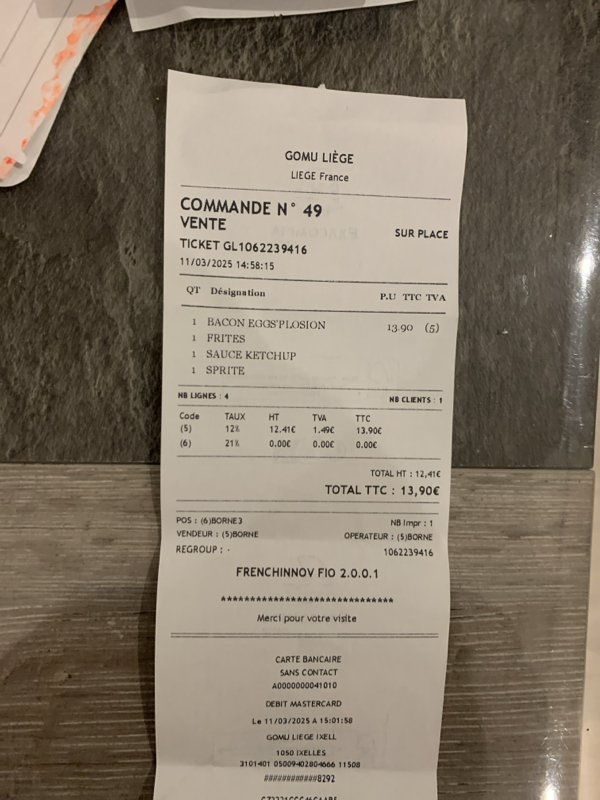 GOMU LIÈGE
LIEGE France
COMMANDE N° 49
VENTE
SUR PLACE
TICKET GL1062239416
11/03/2025 14:58:15
QT Désignation P.U TTC TVA
1 BACON EGGS'PLOSION 13.90 (5)
1 FRITES
1 SAUCE KETCHUP
1 SPRITE
NB LIGNES : 4 NB CLIENTS : 1
Code TAUX HT TVA TTC
(5) 12% 12.41€ 1.49€ 13.90€
(6) 21% 0.00€ 0.00€ 0.00€
TOTAL HT : 12,41€
TOTAL TTC : 13,90€
POS : (6)BORNE3 NB Impr : 1
VENDEUR : (5)BORNE OPERATEUR : (5)BORNE
REGROUP : - 1062239416
FRENCHINNOV FIO 2.0.0.1
******************************
Merci pour votre visite
CARTE BANCAIRE
SANS CONTACT
A0000000041010
DEBIT MASTERCARD
Le 11/03/2025 A 15:01:58
GOMU LIEGE IXELL
1050 IXELLES
3101401 05009402804666 11508
############8292